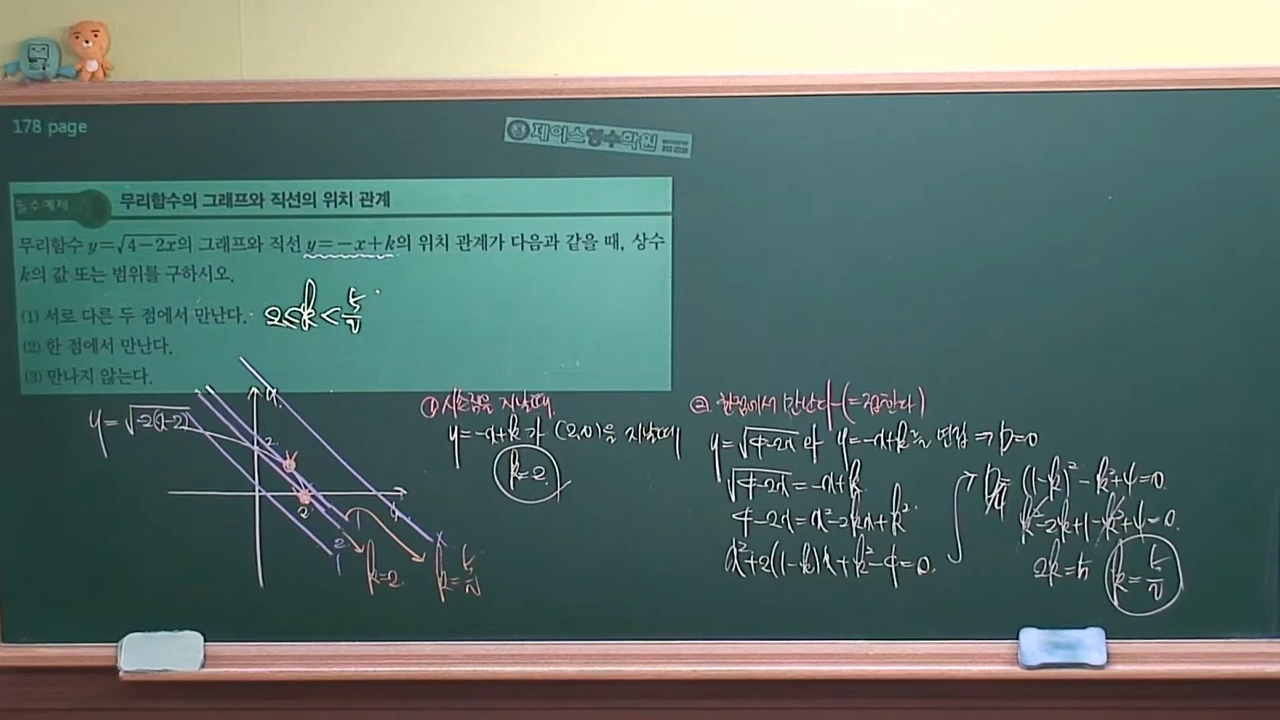 178 page
제이스영수학원
필수예제
무리함수의 그래프와 직선의 위치 관계
무리함수 y=√4−2x의 그래프와 직선 y=−x+k의 위치 관계가 다음과 같을 때, 상수
k의 값 또는 범위를 구하시오.
(1) 서로 다른 두 점에서 만난다. 2<k<5/2
(2) 한 점에서 만난다.
(3) 만나지 않는다.
y=√-2(x-2)
2
2
4
k=2
k=5/2
① 시작점을 지날때
y=-x+k가 (2,0)을 지날때
k=2
② 한점에서 만난다 (=접한다)
y=√4-2x 와 y=-x+k를 연립 ⇒ D=0
√4-2x=-x+k
4-2x=x²-2kx+k²
x²+2(1-k)x+k²-4=0
D/4=(1-k)²-k²+4=0
k²-2k+1-k²+4=0
2k=5
k=5/2